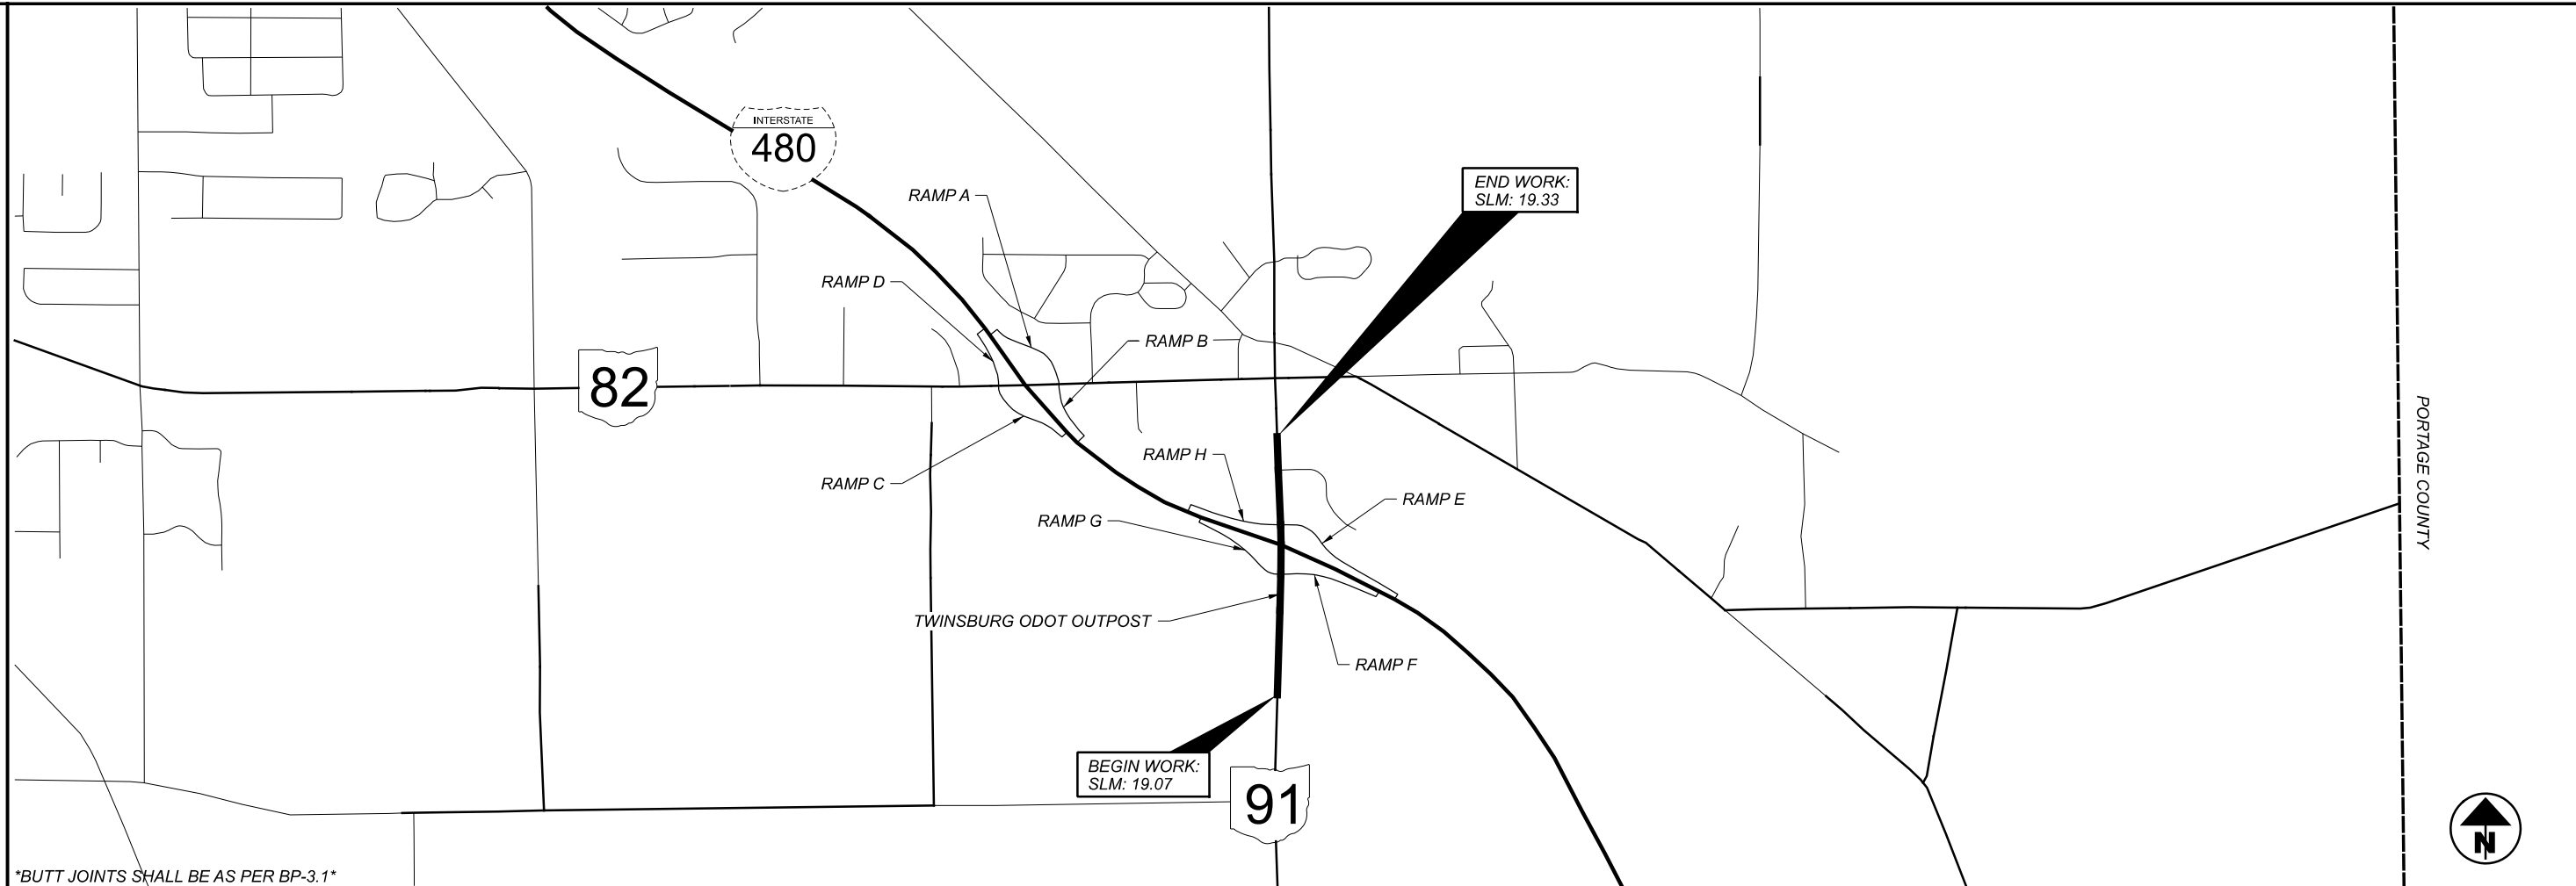 INTERSTATE
480
RAMP A
END WORK:
SLM: 19.33
RAMP D
RAMP B
82
RAMP H
RAMP C
RAMP E
RAMP G
TWINSBURG ODOT OUTPOST
RAMP F
BEGIN WORK:
SLM: 19.07
91
PORTAGE COUNTY
N
*BUTT JOINTS SHALL BE AS PER BP-3.1*